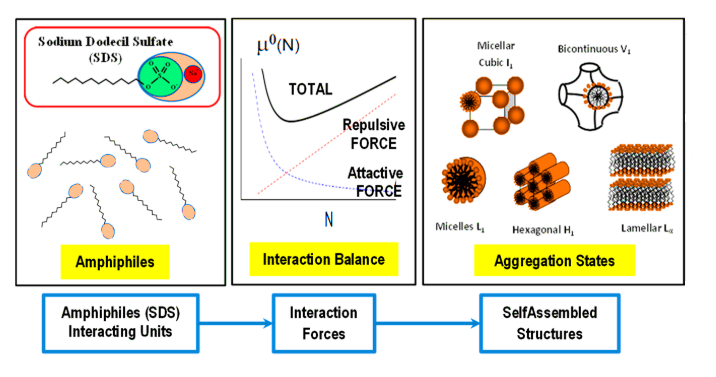 Sodium Dodecil Sulfate
(SDS)
O
O
S
O
O
Na
Amphiphiles
μ⁰(N)
TOTAL
Repulsive
FORCE
Attactive
FORCE
N
Interaction Balance
Micellar
Cubic I₁
Bicontinuous V₁
Micelles L₁
Hexagonal H₁
Lamellar Lα
Aggregation States
Amphiphiles (SDS)
Interacting Units
Interaction
Forces
SelfAssembled
Structures